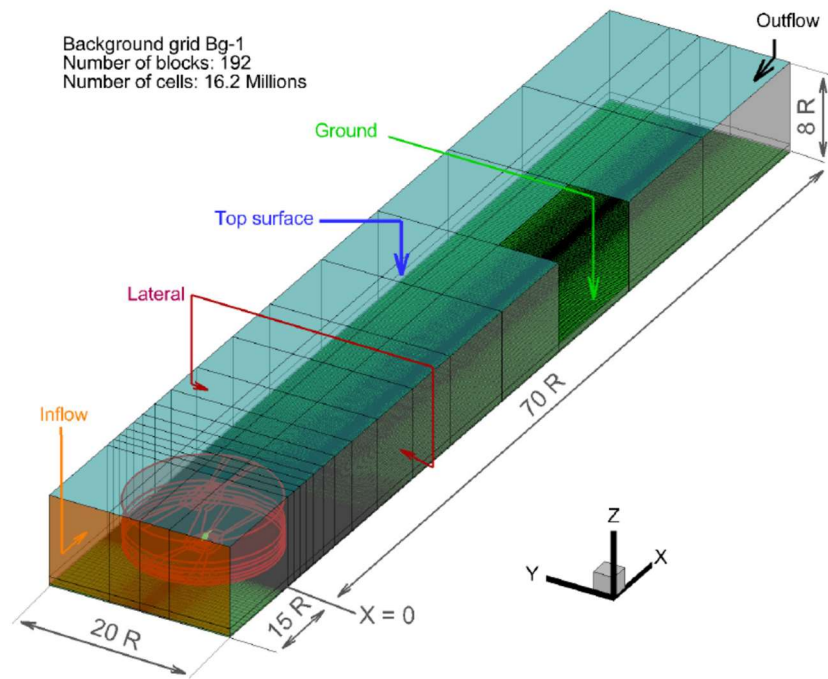 Background grid Bg-1
Number of blocks: 192
Number of cells: 16.2 Millions
Outflow
8 R
Ground
Top surface
Lateral
70 R
Inflow
Z
Y
X
X = 0
15 R
20 R